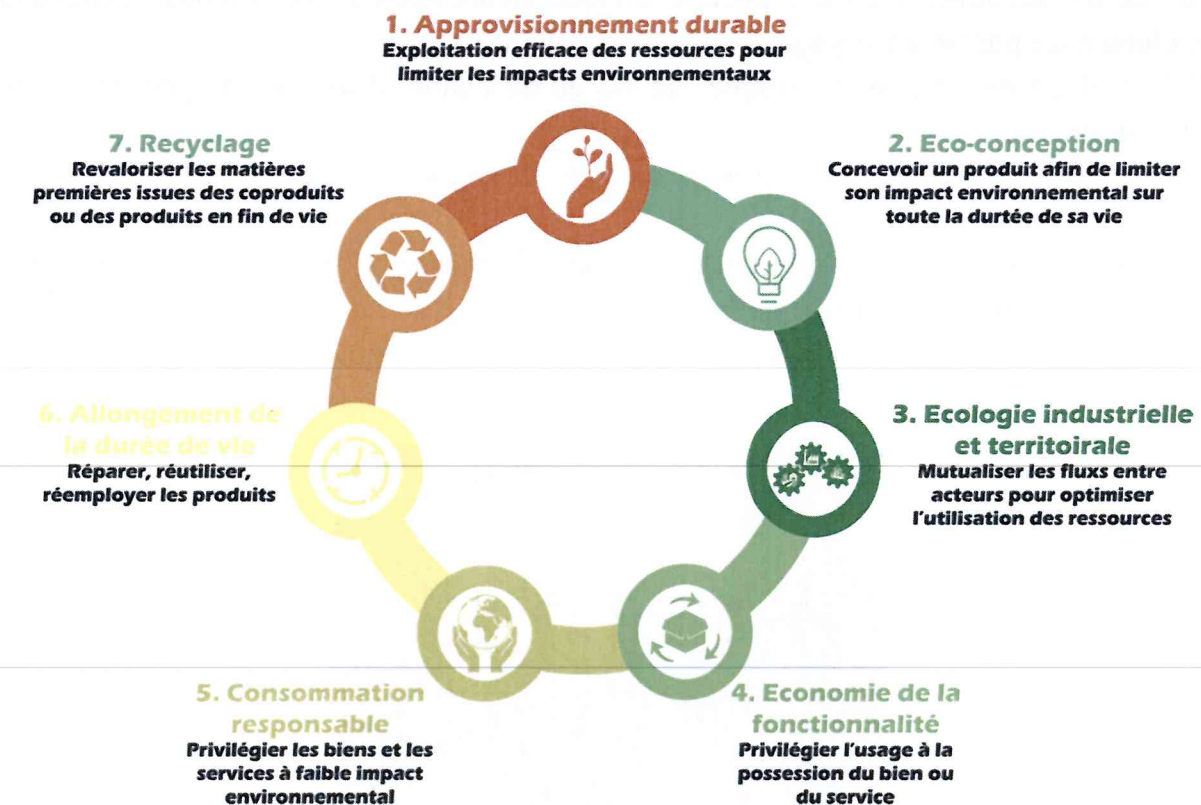 1. Approvisionnement durable
Exploitation efficace des ressources pour
limiter les impacts environnementaux
2. Eco-conception
Concevoir un produit afin de limiter
son impact environnemental sur
toute la durtée de sa vie
3. Ecologie industrielle
et territoirale
Mutualiser les fluxs entre
acteurs pour optimiser
l'utilisation des ressources
4. Economie de la
fonctionnalité
Privilégier l'usage à la
possession du bien ou
du service
5. Consommation
responsable
Privilégier les biens et les
services à faible impact
environnemental
6. Allongement de
la durée de vie
Réparer, réutiliser,
réemployer les produits
7. Recyclage
Revaloriser les matières
premières issues des coproduits
ou des produits en fin de vie